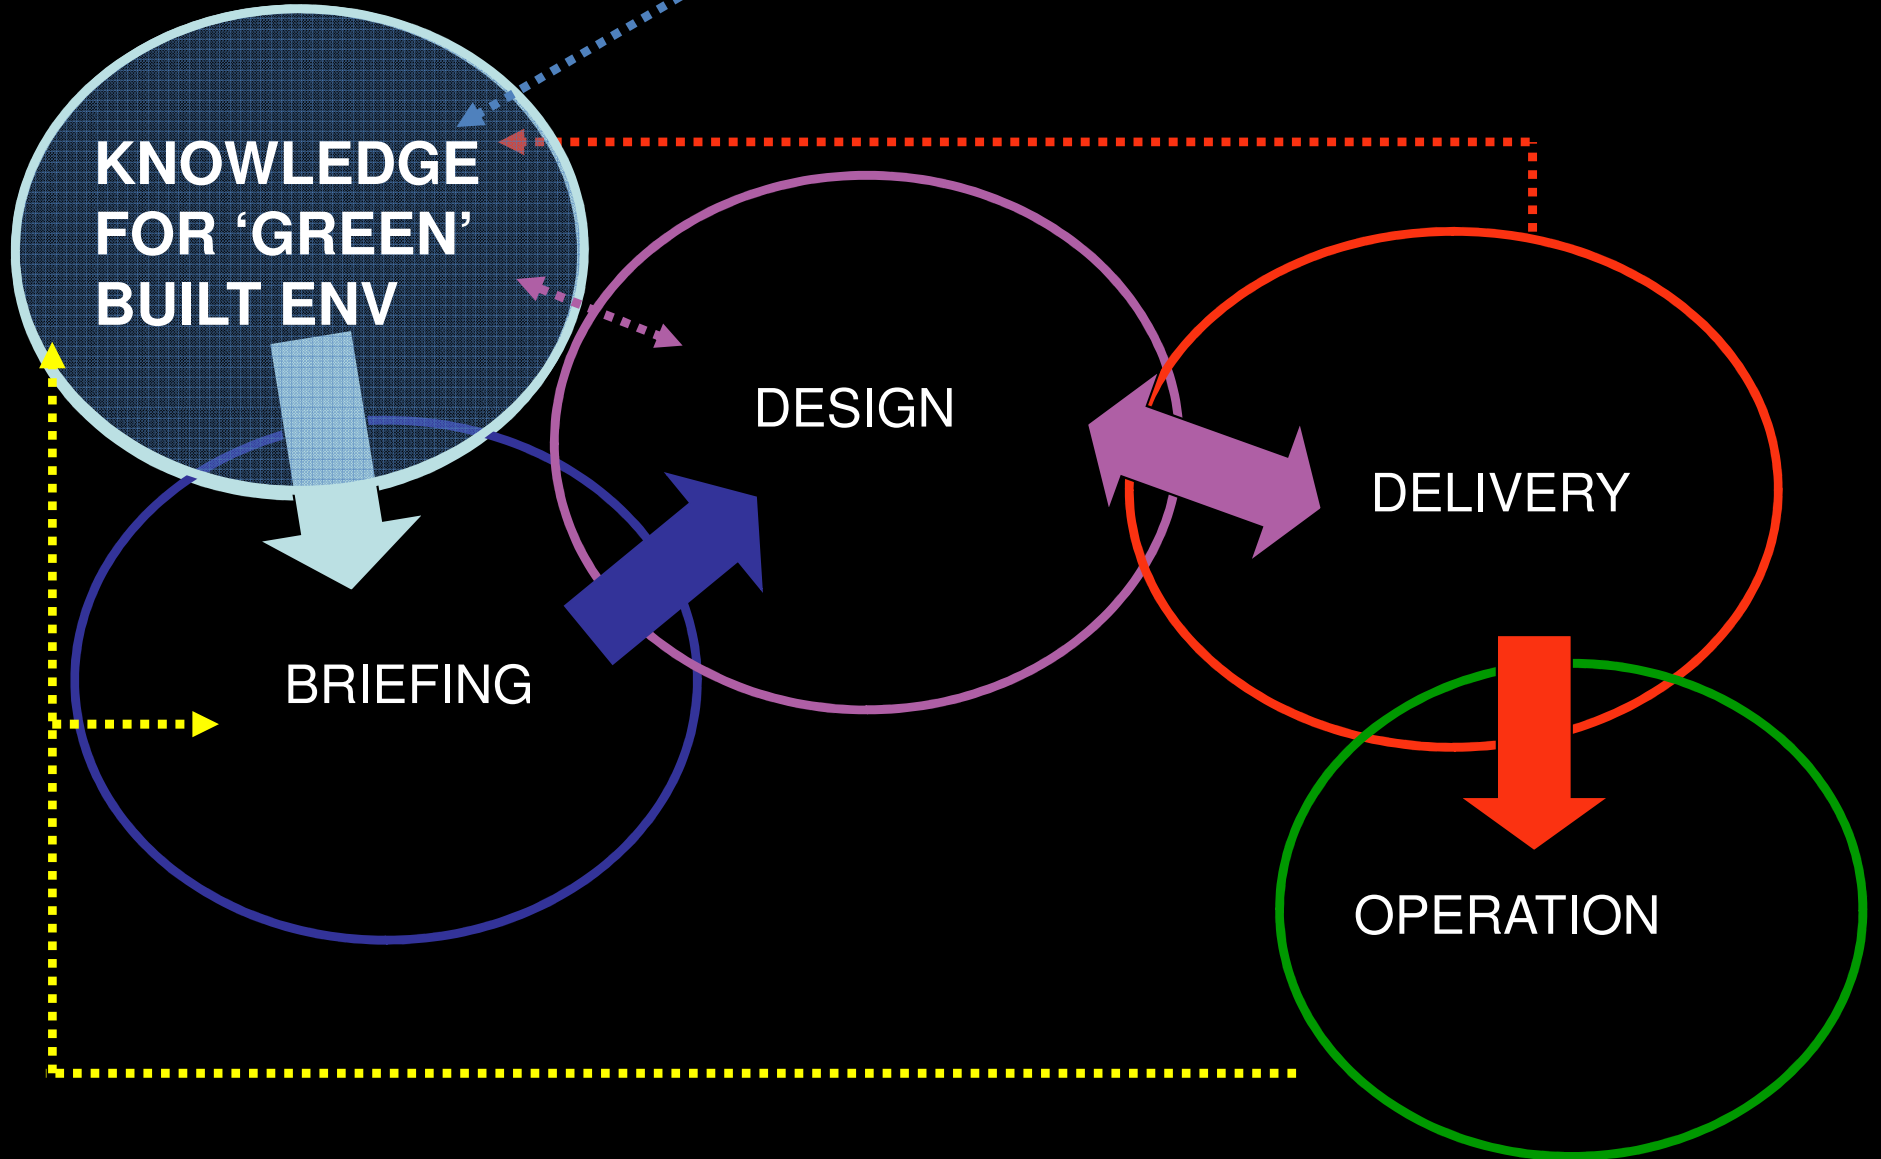 KNOWLEDGE
FOR ‘GREEN’
BUILT ENV
DESIGN
DELIVERY
BRIEFING
OPERATION